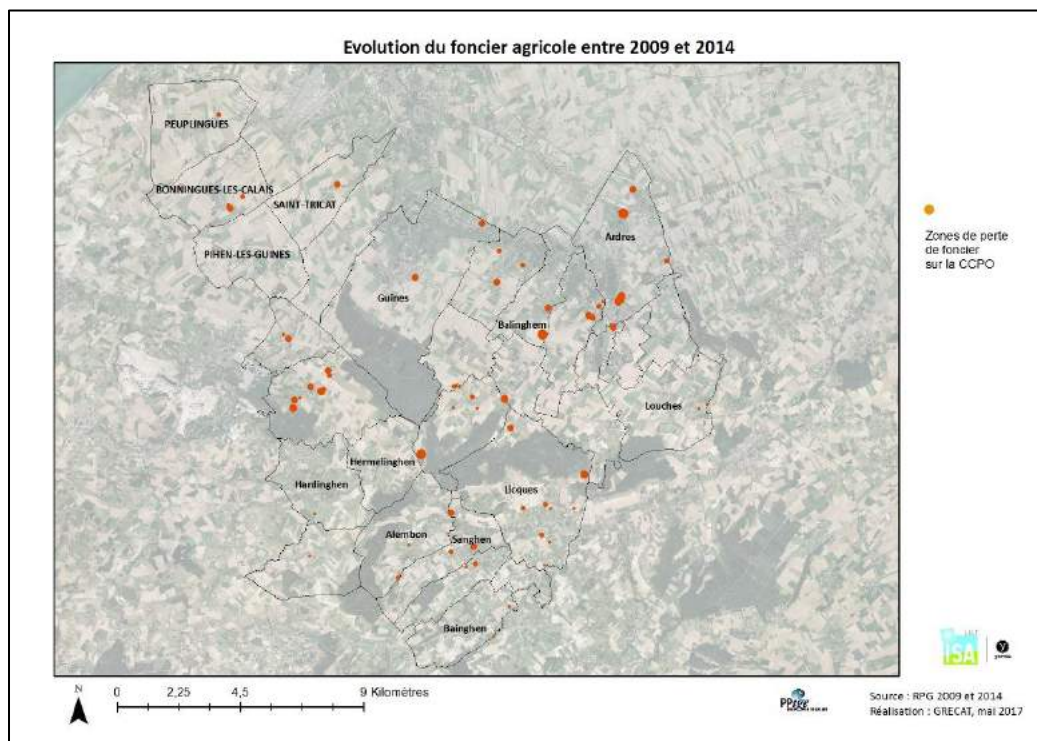 Evolution du foncier agricole entre 2009 et 2014
PEUPLINGUES
BONNINGUES-LES-CALAIS
SAINT-TRICAT
PIHEN-LES-GUINES
Ardres
Guînes
Balinghem
Louches
Hermelinghen
Hardinghen
Licques
Alembon
Sanghen
Bainghen
Zones de perte
de foncier
sur la CCPO
N
0 2,25 4,5 9 Kilomètres
ISA
Source : RPG 2009 et 2014
Réalisation : GRECAT, mai 2017